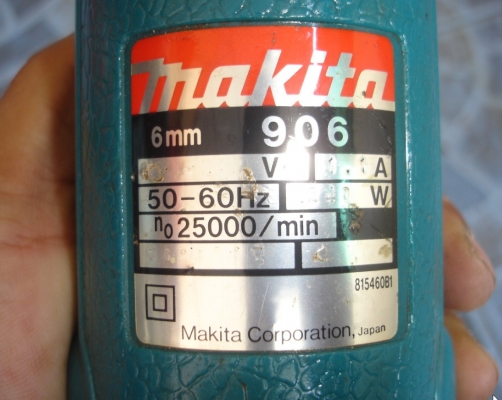 makita
6mm 906
V A
50-60Hz W
n₀ 25000/min
815460B1
Makita Corporation, Japan